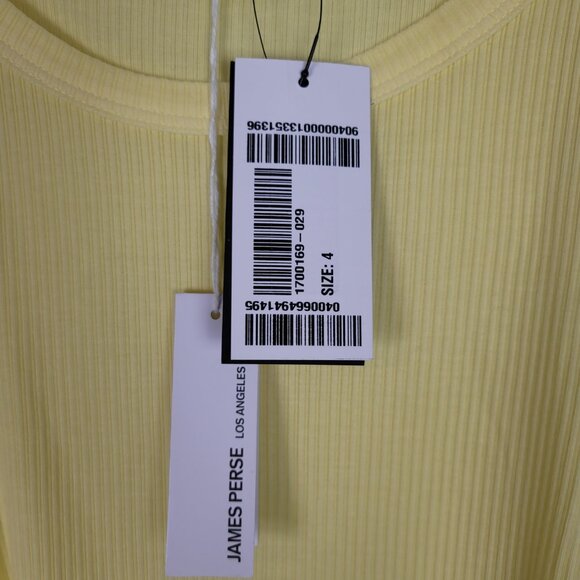 9040000013351396
1700169-029
SIZE: 4
0400664941495
JAMES PERSE LOS ANGELES